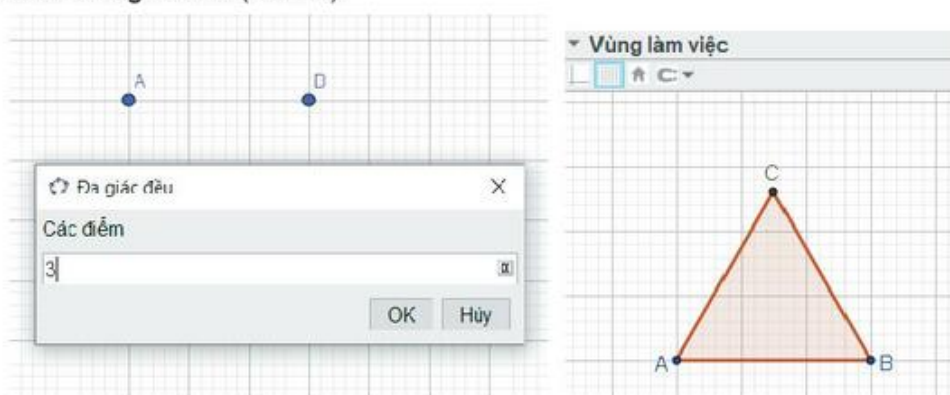 A
D
Đa giác đều
Các điểm
3
α
OK Hủy
Vùng làm việc
C
A
B